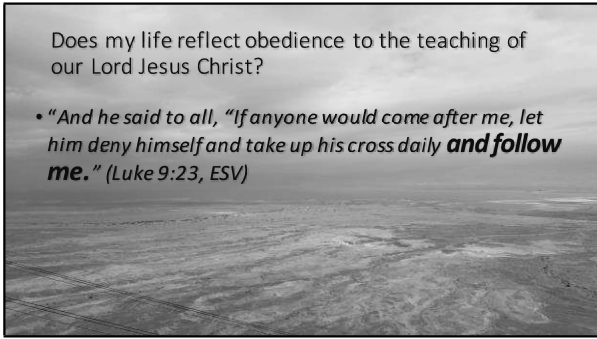 Does my life reflect obedience to the teaching of
our Lord Jesus Christ?
• “And he said to all, “If anyone would come after me, let
him deny himself and take up his cross daily and follow
me.” (Luke 9:23, ESV)